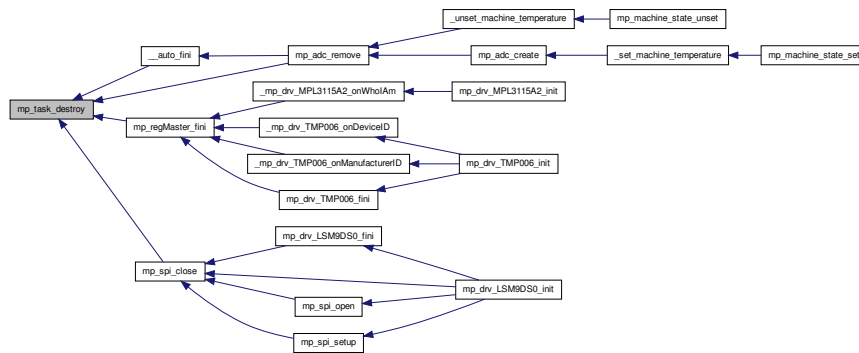 _unset_machine_temperature
mp_machine_state_unset
__auto_fini
mp_adc_remove
mp_adc_create
_set_machine_temperature
mp_machine_state_set
_mp_drv_MPL3115A2_onWhoIAm
mp_drv_MPL3115A2_init
mp_task_destroy
mp_regMaster_fini
_mp_drv_TMP006_onDeviceID
_mp_drv_TMP006_onManufacturerID
mp_drv_TMP006_init
mp_drv_TMP006_fini
mp_drv_LSM9DS0_fini
mp_spi_close
mp_drv_LSM9DS0_init
mp_spi_open
mp_spi_setup